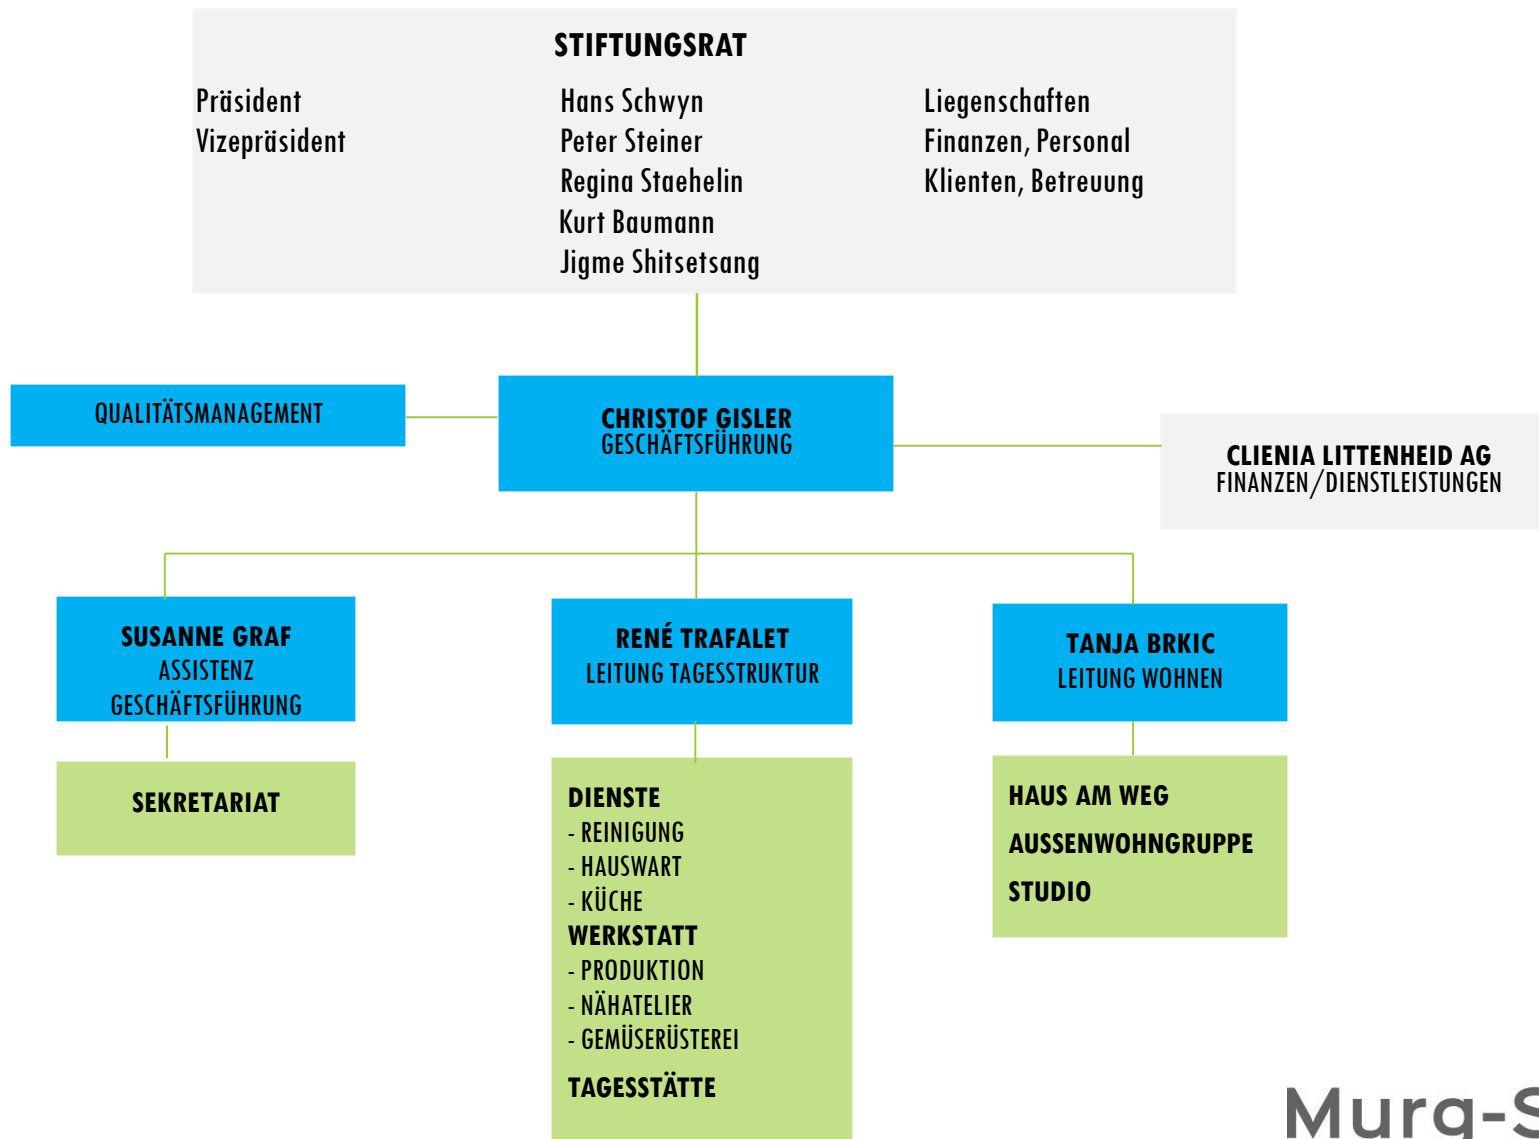 STIFTUNGSRAT
Präsident Hans Schwyn Liegenschaften
Vizepräsident Peter Steiner Finanzen, Personal
Regina Staehelin Klienten, Betreuung
Kurt Baumann
Jigme Shitsetsang
QUALITÄTSMANAGEMENT
CHRISTOF GISLER
GESCHÄFTSFÜHRUNG
CLIENIA LITTENHEID AG
FINANZEN/DIENSTLEISTUNGEN
SUSANNE GRAF
ASSISTENZ
GESCHÄFTSFÜHRUNG
RENÉ TRAFALET
LEITUNG TAGESSTRUKTUR
TANJA BRKIC
LEITUNG WOHNEN
SEKRETARIAT
DIENSTE
- REINIGUNG
- HAUSWART
- KÜCHE
WERKSTATT
- PRODUKTION
- NÄHATELIER
- GEMÜSERÜSTEREI
TAGESSTÄTTE
HAUS AM WEG
AUSSENWOHNGRUPPE
STUDIO